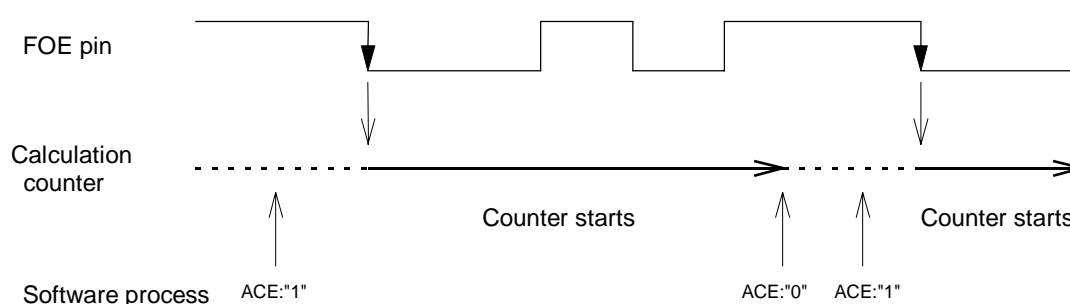 FOE pin
Calculation
counter
Counter starts
Counter starts
Software process
ACE:"1"
ACE:"0"
ACE:"1"